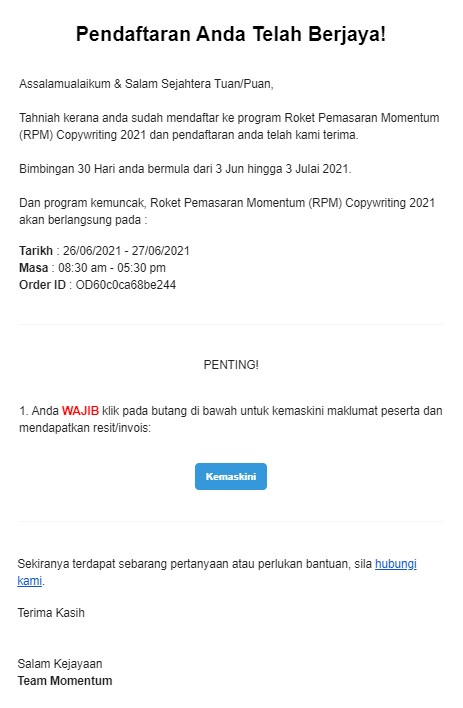 Pendaftaran Anda Telah Berjaya!
Assalamualaikum & Salam Sejahtera Tuan/Puan,
Tahniah kerana anda sudah mendaftar ke program Roket Pemasaran Momentum
(RPM) Copywriting 2021 dan pendaftaran anda telah kami terima.
Bimbingan 30 Hari anda bermula dari 3 Jun hingga 3 Julai 2021.
Dan program kemuncak, Roket Pemasaran Momentum (RPM) Copywriting 2021
akan berlangsung pada :
Tarikh : 26/06/2021 - 27/06/2021
Masa : 08:30 am - 05:30 pm
Order ID : OD60c0ca68be244
PENTING!
1. Anda WAJIB klik pada butang di bawah untuk kemaskini maklumat peserta dan
mendapatkan resit/invois:
Kemaskini
Sekiranya terdapat sebarang pertanyaan atau perlukan bantuan, sila hubungi
kami.
Terima Kasih
Salam Kejayaan
Team Momentum